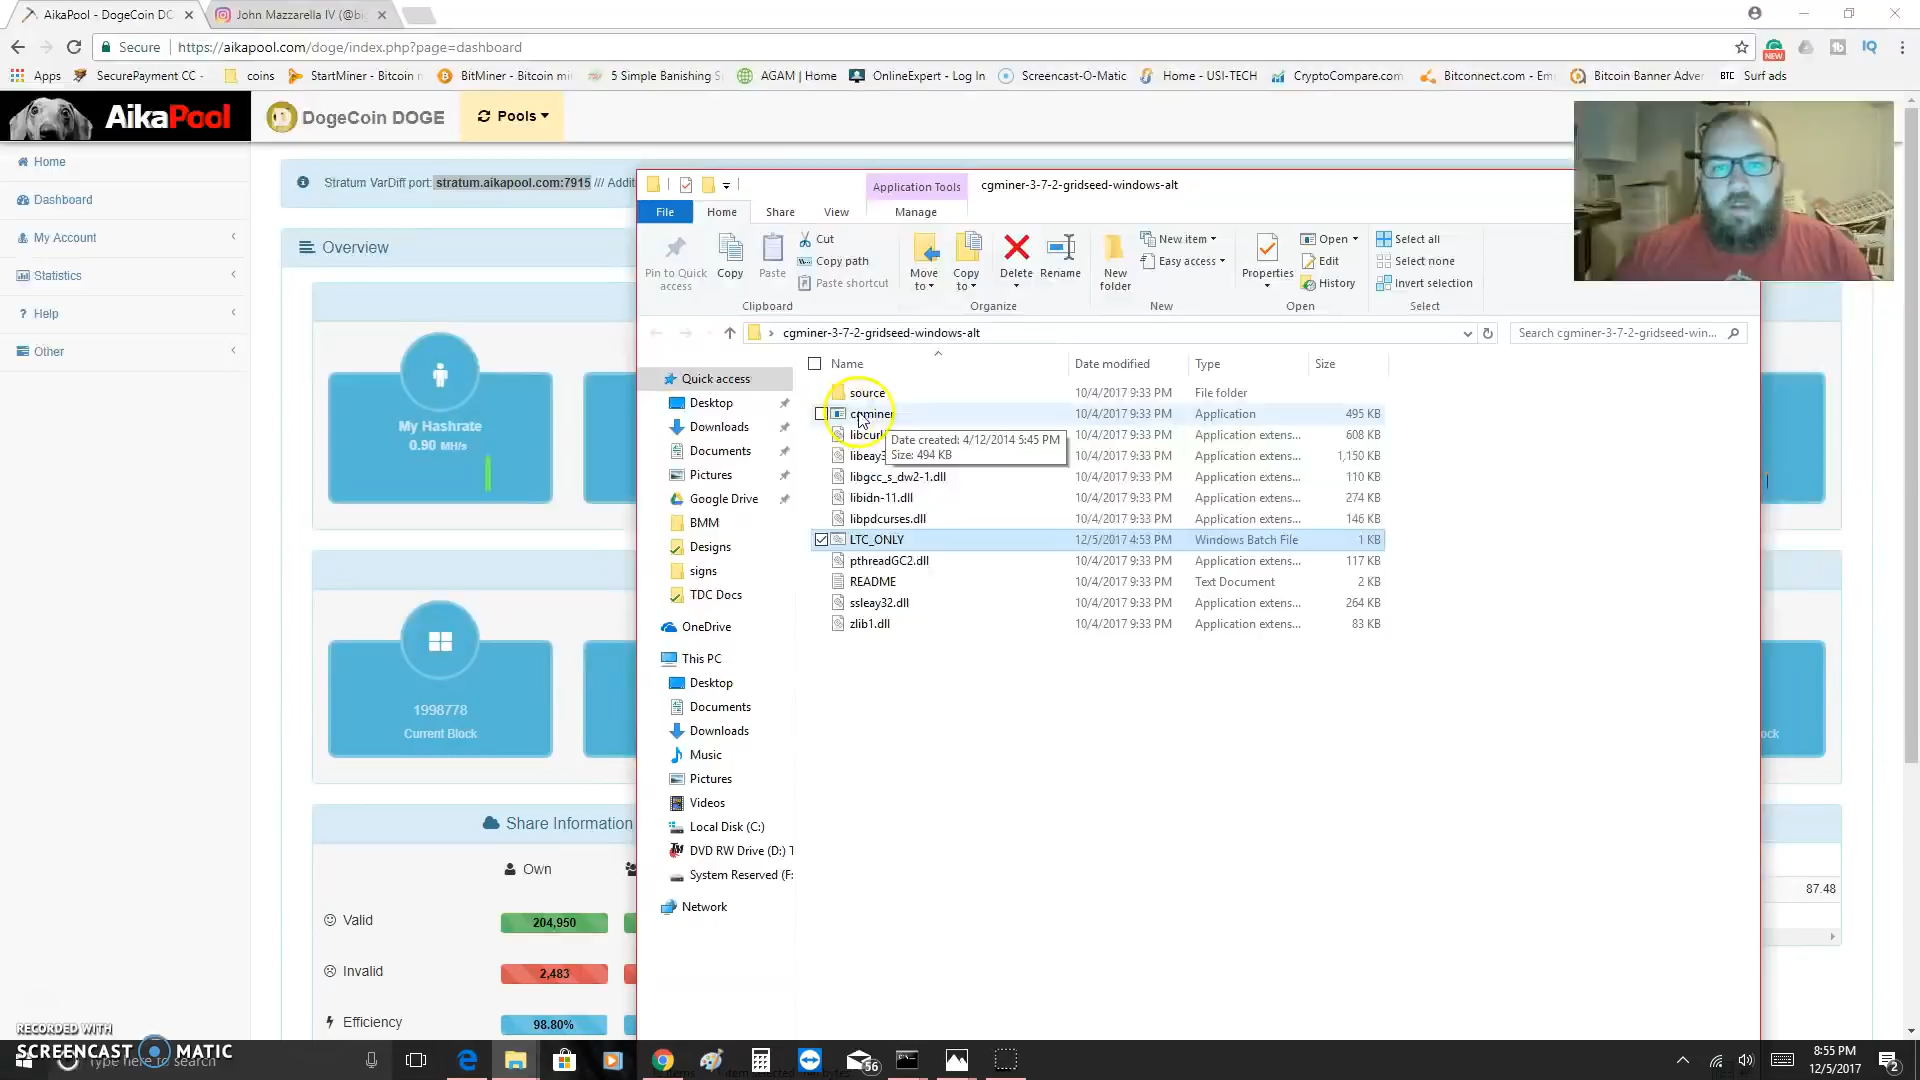 AikaPool - DogeCoin DO
John Mazzarella IV (@bi
Secure
https://aikapool.com/doge/index.php?page=dashboard
NEW
Apps
SecurePayment CC -
coins
StartMiner - Bitcoin
BitMiner - Bitcoin mi
5 Simple Banishing S
AGAM | Home
OnlineExpert - Log In
Screencast-O-Matic
Home - USI-TECH
CryptoCompare.com
Bitconnect.com - Em
Bitcoin Banner Adver
BTC
Surf ads
AikaPool
DogeCoin DOGE
Pools
Home
Dashboard
My Account
Statistics
Help
Other
Stratum VarDiff port: stratum.aikapool.com:7915 /// Addi
Overview
My Hashrate
0.90 MH/s
1998778
Current Block
Share Information
Own
Valid
204,950
Invalid
2,483
Efficiency
98.80%
ock
87.48
Application Tools
cgminer-3-7-2-gridseed-windows-alt
File
Home
Share
View
Manage
Pin to Quick access
Copy
Paste
Cut
Copy path
Paste shortcut
Clipboard
Move to
Copy to
Delete
Rename
Organize
New folder
New item
Easy access
New
Properties
Open
Edit
History
Open
Select all
Select none
Invert selection
Select
cgminer-3-7-2-gridseed-windows-alt
Search cgminer-3-7-2-gridseed-win...
Name
Date modified
Type
Size
source 10/4/2017 9:33 PM File folder
cgminer 10/4/2017 9:33 PM Application 495 KB
libcurl 10/4/2017 9:33 PM Application extens... 608 KB
libeay3 10/4/2017 9:33 PM Application extens... 1,150 KB
libgcc_s_dw2-1.dll 10/4/2017 9:33 PM Application extens... 110 KB
libidn-11.dll 10/4/2017 9:33 PM Application extens... 274 KB
libpdcurses.dll 10/4/2017 9:33 PM Application extens... 146 KB
LTC_ONLY 12/5/2017 4:53 PM Windows Batch File 1 KB
pthreadGC2.dll 10/4/2017 9:33 PM Application extens... 117 KB
README 10/4/2017 9:33 PM Text Document 2 KB
ssleay32.dll 10/4/2017 9:33 PM Application extens... 264 KB
zlib1.dll 10/4/2017 9:33 PM Application extens... 83 KB
Date created: 4/12/2014 5:45 PM
Size: 494 KB
Quick access
Desktop
Downloads
Documents
Pictures
Google Drive
BMM
Designs
signs
TDC Docs
OneDrive
This PC
Desktop
Documents
Downloads
Music
Pictures
Videos
Local Disk (C:)
DVD RW Drive (D:) T
System Reserved (F:
Network
RECORDED WITH
SCREENCAST MATIC
Type here to search
56
8:55 PM
12/5/2017
2